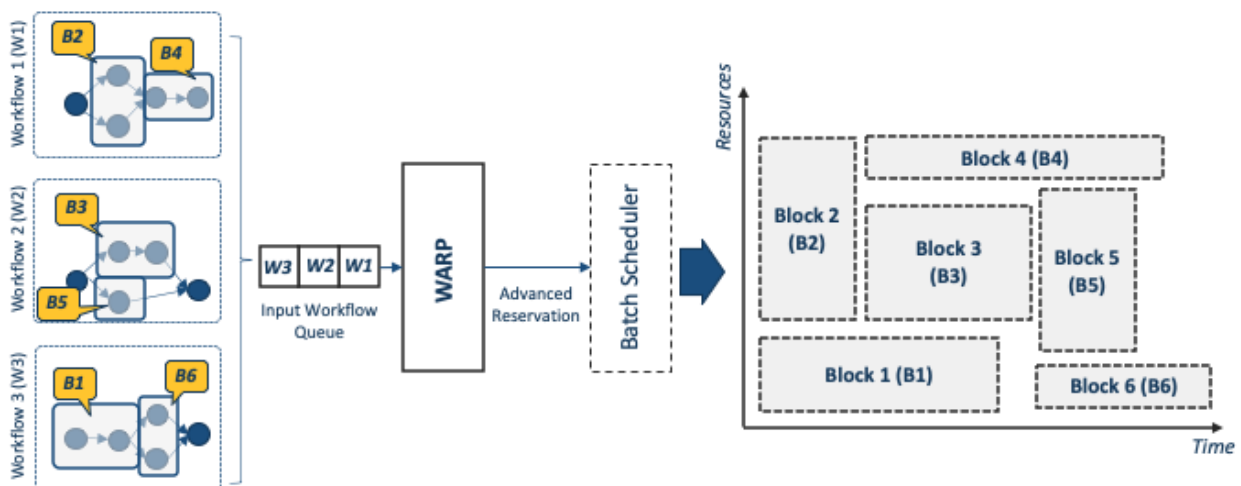 Workflow 1 (W1)
B2
B4
Workflow 2 (W2)
B3
B5
Workflow 3 (W3)
B1
B6
W3 W2 W1
Input Workflow
Queue
WARP
Advanced
Reservation
Batch Scheduler
Resources
Block 4 (B4)
Block 2
(B2)
Block 3
(B3)
Block 5
(B5)
Block 1 (B1)
Block 6 (B6)
Time